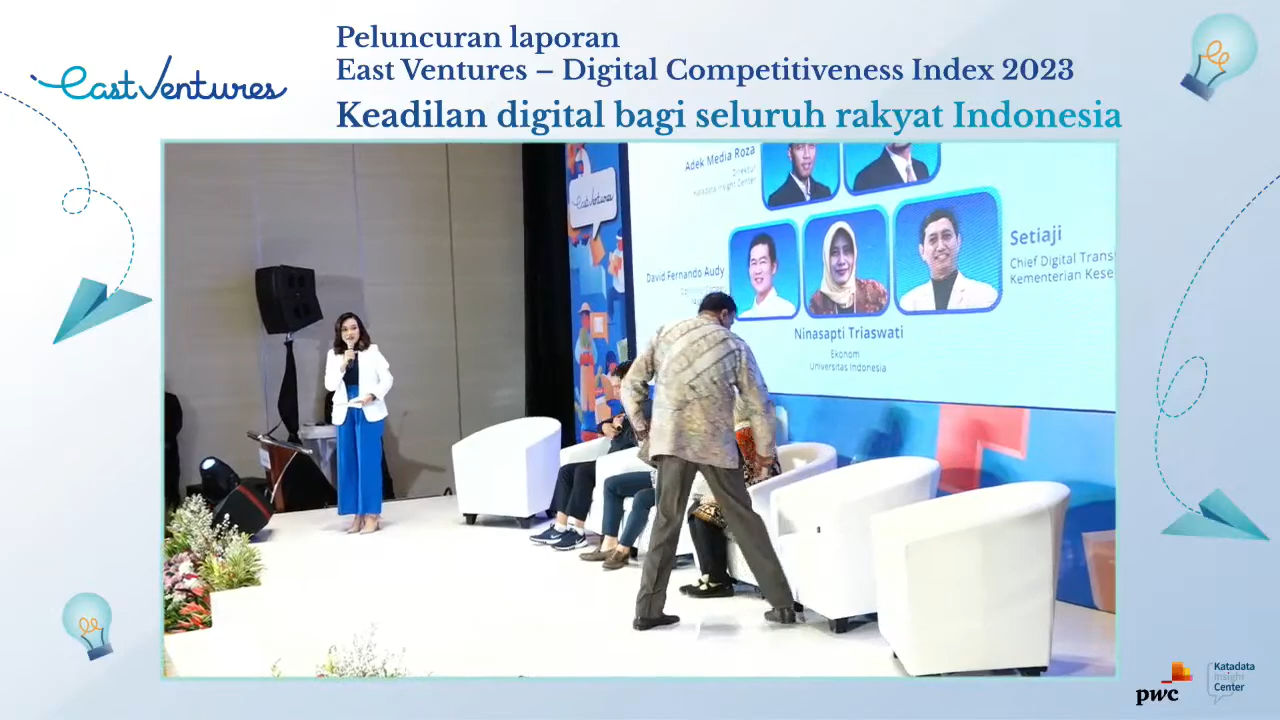 East Ventures
Peluncuran laporan
East Ventures – Digital Competitiveness Index 2023
Keadilan digital bagi seluruh rakyat Indonesia
East Ventures
Adek Media Roza
Direktur
Katadata Insight Center
David Fernando Audy
Setiaji
Chief Digital Trans
Kementerian Kese
Ninasapti Triaswati
Ekonom
Universitas Indonesia
pwc
Katadata
Insight
Center